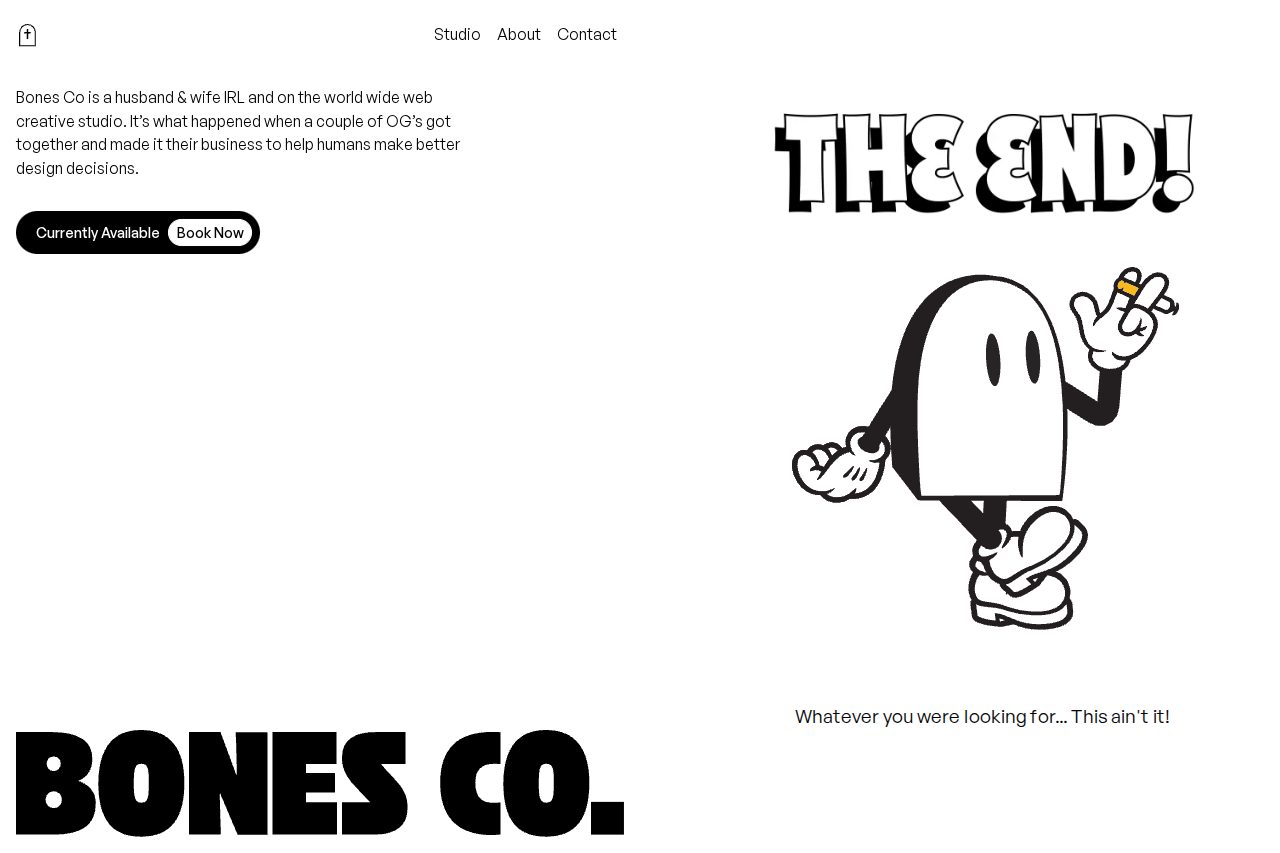 Studio About Contact
Bones Co is a husband & wife IRL and on the world wide web
creative studio. It’s what happened when a couple of OG’s got
together and made it their business to help humans make better
design decisions.
Currently Available Book Now
BONES CO.
THE END!
Whatever you were looking for... This ain't it!